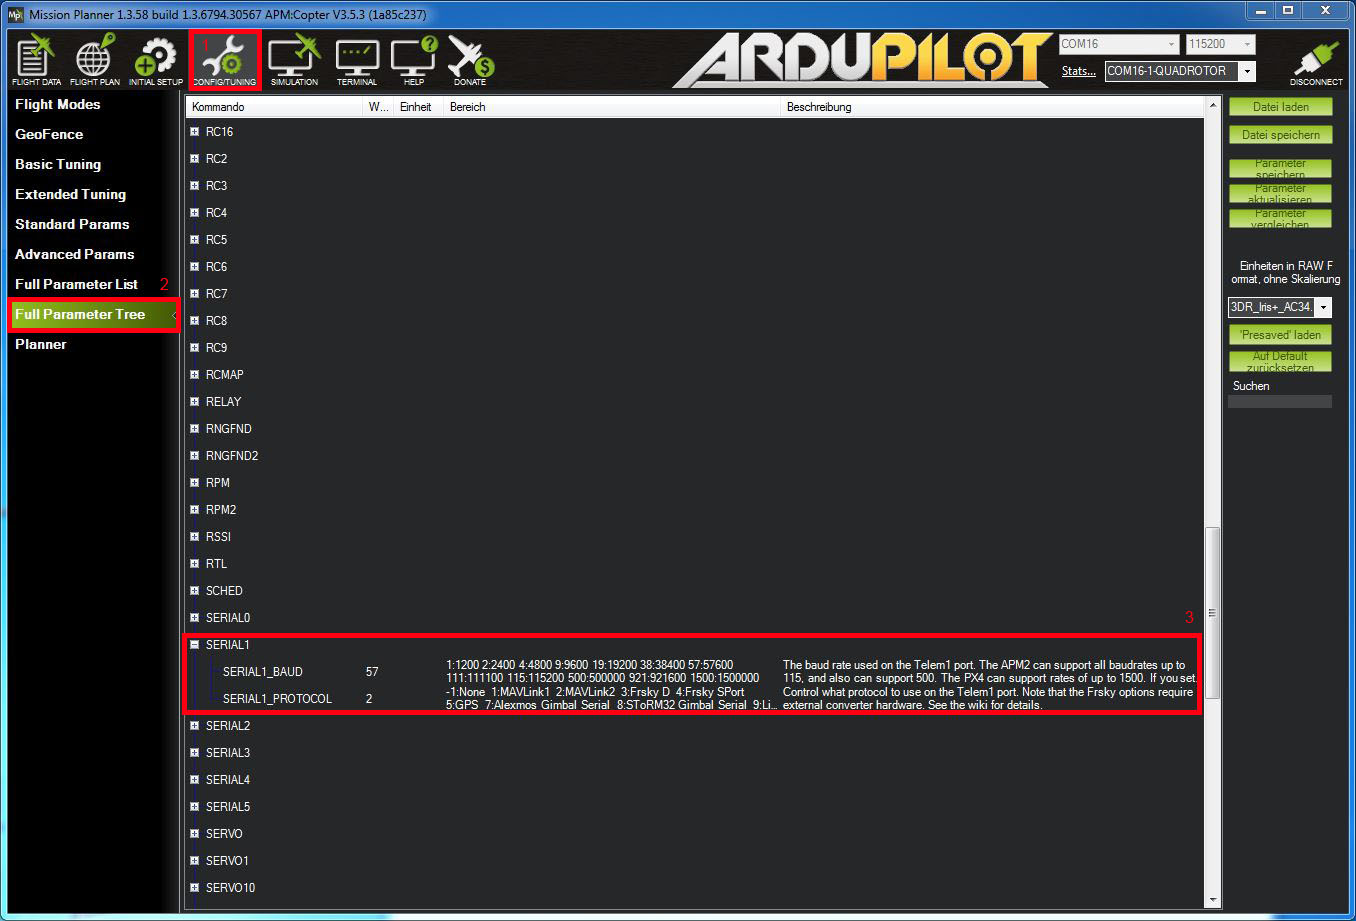 Mission Planner 1.3.58 build 1.3.6794.30567 APM:Copter V3.5.3 (1a85c237)
FLIGHT DATA
FLIGHT PLAN
INITIAL SETUP
1
CONFIG/TUNING
SIMULATION
TERMINAL
HELP
DONATE
ARDUPILOT
COM16
115200
Stats...
COM16-1-QUADROTOR
DISCONNECT
Flight Modes
GeoFence
Basic Tuning
Extended Tuning
Standard Params
Advanced Params
Full Parameter List
2
Full Parameter Tree
Planner
Kommando W... Einheit Bereich Beschreibung
RC16
RC2
RC3
RC4
RC5
RC6
RC7
RC8
RC9
RCMAP
RELAY
RNGFND
RNGFND2
RPM
RPM2
RSSI
RTL
SCHED
SERIAL0
3
SERIAL1
SERIAL1_BAUD 57
1:1200 2:2400 4:4800 9:9600 19:19200 38:38400 57:57600
111:111100 115:115200 500:500000 921:921600 1500:1500000
The baud rate used on the Telem1 port. The APM2 can support all baudrates up to
115, and also can support 500. The PX4 can support rates of up to 1500. If you set
SERIAL1_PROTOCOL 2
-1:None 1:MAVLink1 2:MAVLink2 3:Frsky D 4:Frsky SPort
5:GPS 7:Alexmos Gimbal Serial 8:SToRM32 Gimbal Serial 9:Li...
Control what protocol to use on the Telem1 port. Note that the Frsky options require
external converter hardware. See the wiki for details.
SERIAL2
SERIAL3
SERIAL4
SERIAL5
SERVO
SERVO1
SERVO10
Datei laden
Datei speichern
Parameter
speichern
Parameter
aktualisieren
Parameter
vergleichen
Einheiten in RAW F
ormat, ohne Skalierung
3DR_Iris+_AC34.
'Presaved' laden
Auf Default
zurücksetzen
Suchen